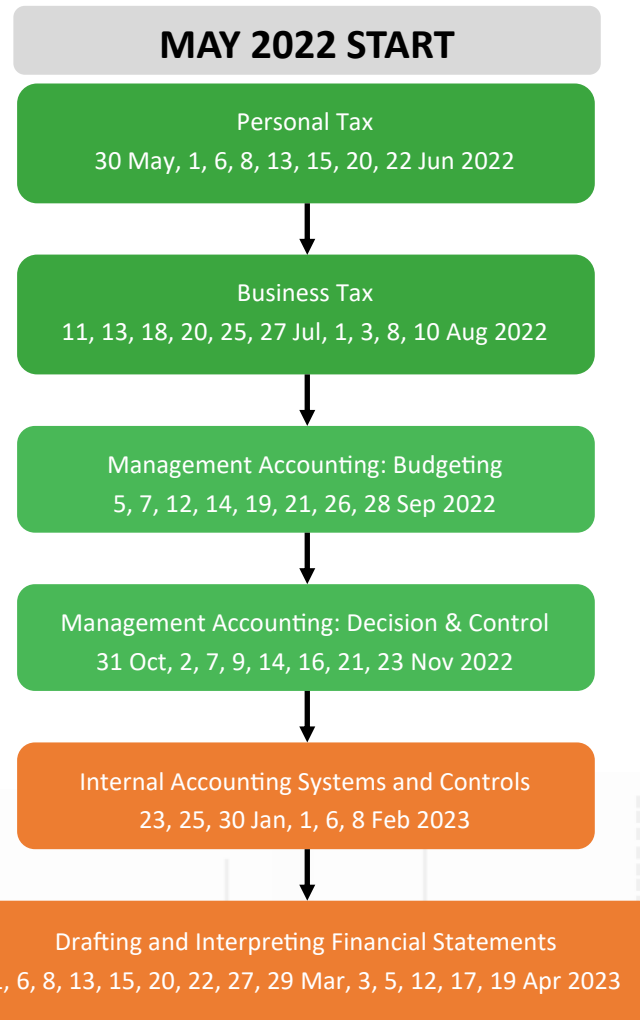 MAY 2022 START
Personal Tax
30 May, 1, 6, 8, 13, 15, 20, 22 Jun 2022
Business Tax
11, 13, 18, 20, 25, 27 Jul, 1, 3, 8, 10 Aug 2022
Management Accounting: Budgeting
5, 7, 12, 14, 19, 21, 26, 28 Sep 2022
Management Accounting: Decision & Control
31 Oct, 2, 7, 9, 14, 16, 21, 23 Nov 2022
Internal Accounting Systems and Controls
23, 25, 30 Jan, 1, 6, 8 Feb 2023
Drafting and Interpreting Financial Statements
, 6, 8, 13, 15, 20, 22, 27, 29 Mar, 3, 5, 12, 17, 19 Apr 2023